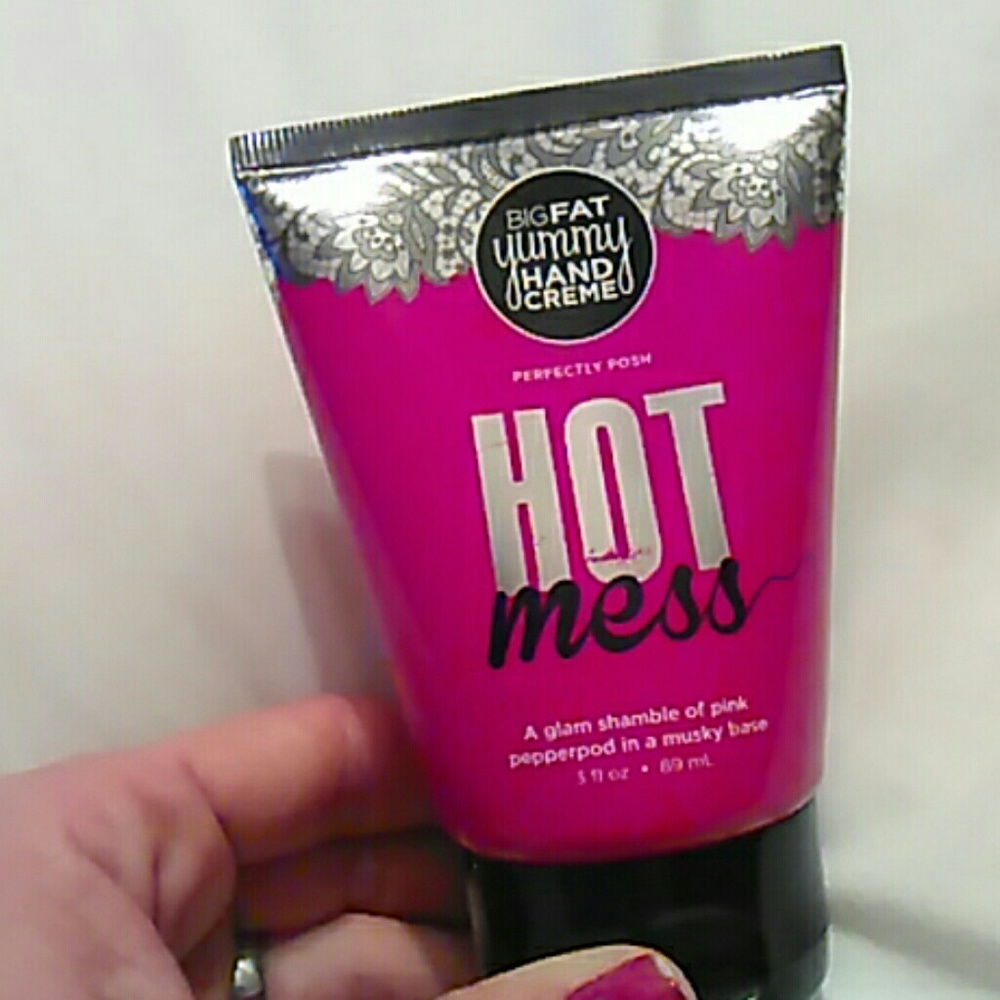 BIG FAT
yummy
HAND
CREME
PERFECTLY POSH
HOT
mess
A glam shamble of pink
pepperpod in a musky base
3 fl oz • 89 mL